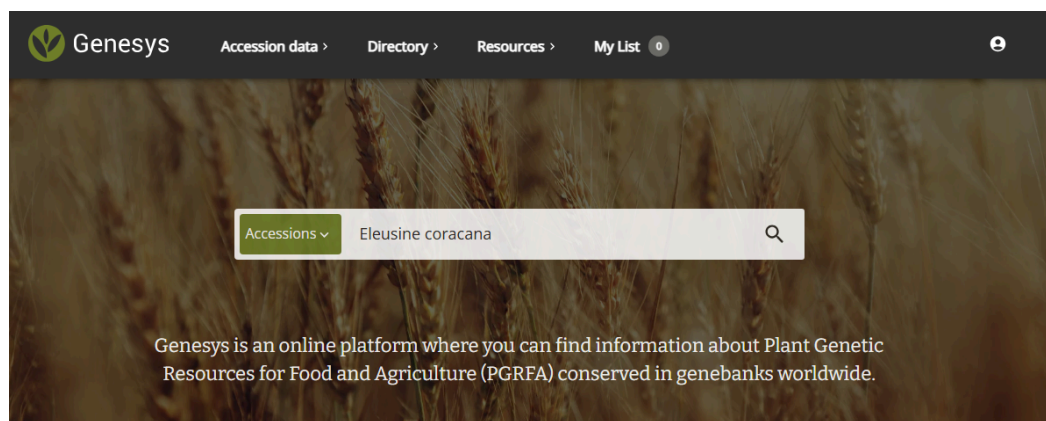 Genesys Accession data > Directory > Resources > My List 0
Accessions Eleusine coracana
Genesys is an online platform where you can find information about Plant Genetic
Resources for Food and Agriculture (PGRFA) conserved in genebanks worldwide.